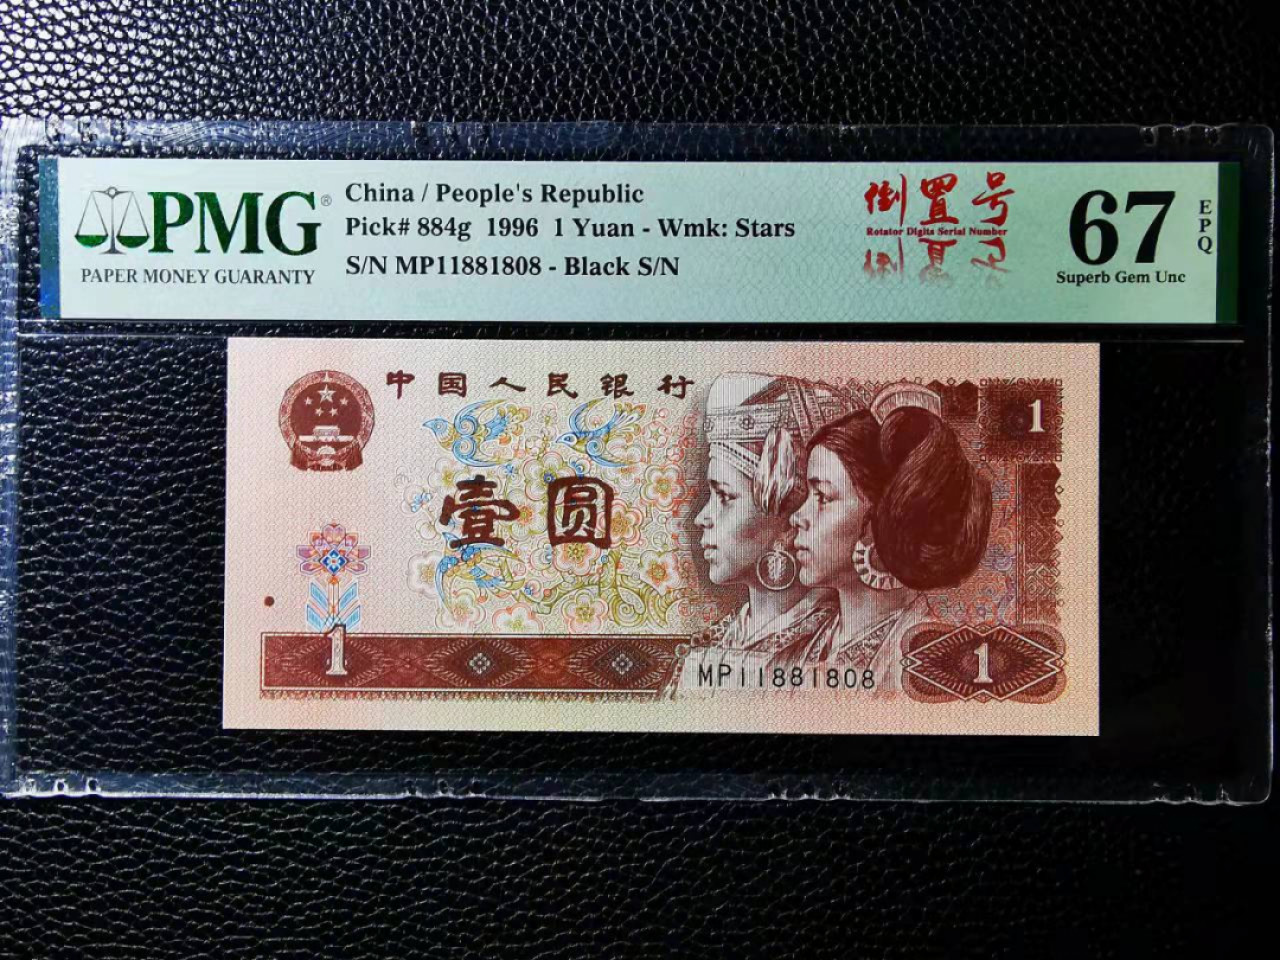 PMG®
PAPER MONEY GUARANTY
China / People's Republic
Pick# 884g 1996 1 Yuan - Wmk: Stars
S/N MP11881808 - Black S/N
倒置号
Rotator Digits Serial Number
67
EPQ
Superb Gem Unc
中国人民银行
1
壹圆
1
MP11881808
1